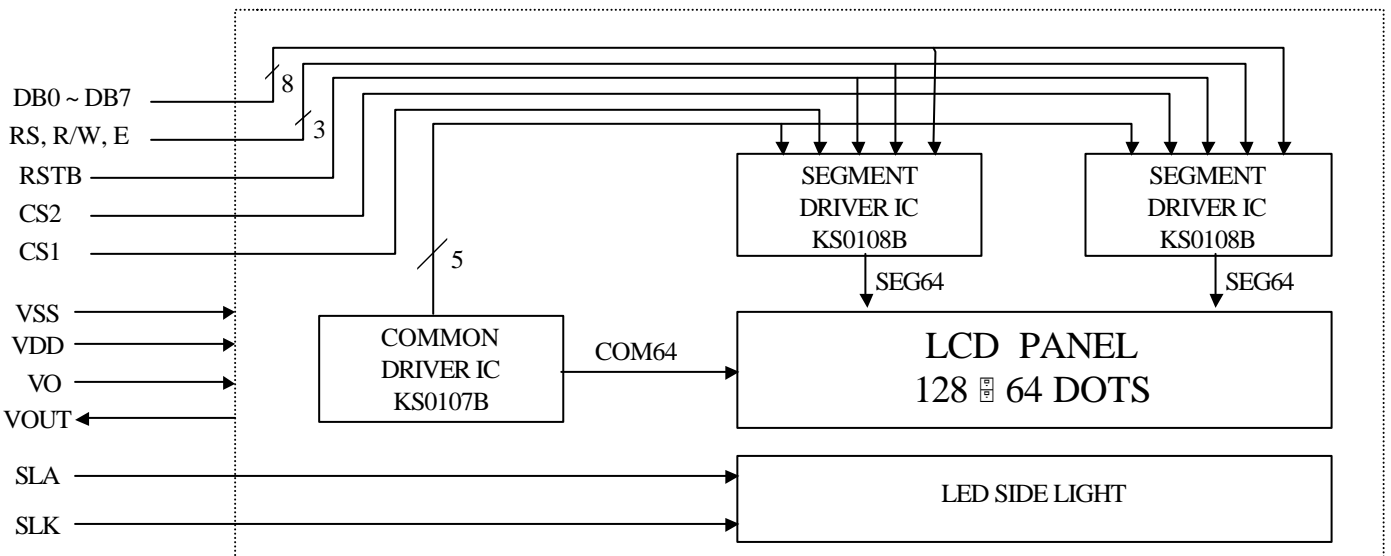 8
DB0 ~ DB7
3
RS, R/W, E
RSTB
CS2
CS1
SEGMENT
DRIVER IC
KS0108B
SEGMENT
DRIVER IC
KS0108B
5
SEG64
SEG64
VSS
VDD
VO
VOUT
COMMON
DRIVER IC
KS0107B
COM64
LCD PANEL
128 64 DOTS
SLA
SLK
LED SIDE LIGHT